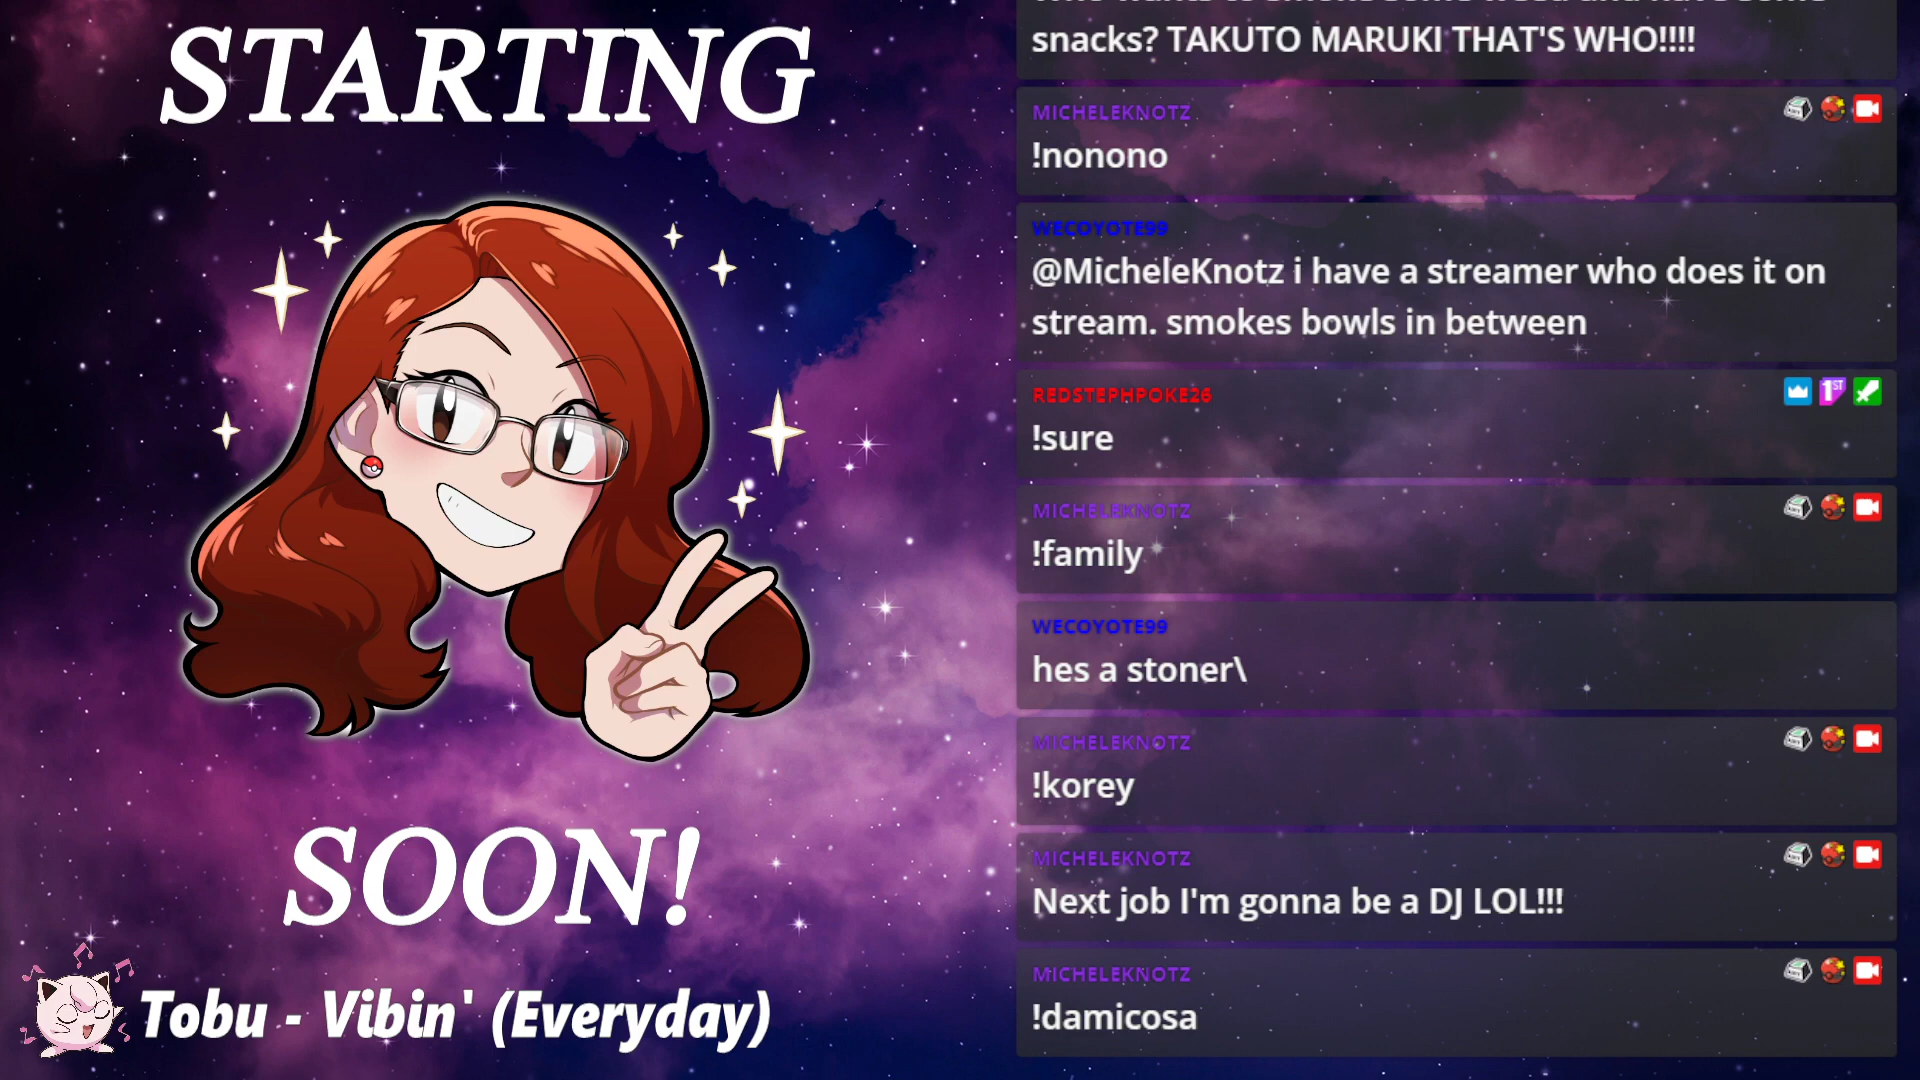 STARTING
SOON!
Tobu - Vibin' (Everyday)
snacks? TAKUTO MARUKI THAT'S WHO!!!!
MICHELEKNOTZ
!nonono
WECOYOTE99
@MicheleKnotz i have a streamer who does it on
stream. smokes bowls in between
REDSTEPHPOKE26
1ST
!sure
MICHELEKNOTZ
!family
WECOYOTE99
hes a stoner\
MICHELEKNOTZ
!korey
MICHELEKNOTZ
Next job I'm gonna be a DJ LOL!!!
MICHELEKNOTZ
!damicosa